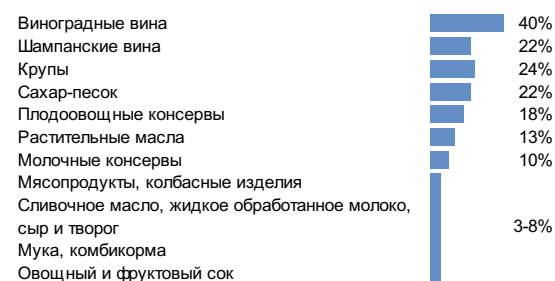 Виноградные вина 40%
Шампанские вина 22%
Крупы 24%
Сахар-песок 22%
Плодоовощные консервы 18%
Растительные масла 13%
Молочные консервы 10%
Мясопродукты, колбасные изделия
Сливочное масло, жидкое обработанное молоко,
сыр и творог 3-8%
Мука, комбикорма
Овощный и фруктовый сок